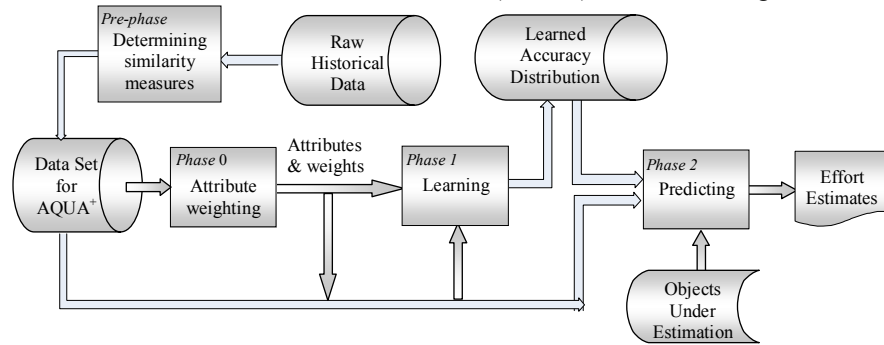 Pre-phase
Determining
similarity
measures
Raw
Historical
Data
Learned
Accuracy
Distribution
Data Set
for
AQUA+
Phase 0
Attribute
weighting
Attributes
& weights
Phase 1
Learning
Phase 2
Predicting
Effort
Estimates
Objects
Under
Estimation